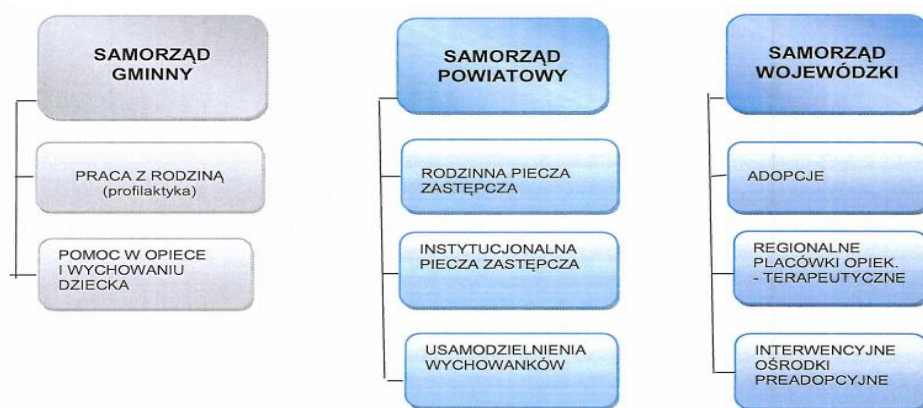 SAMORZĄD
GMINNY
PRACA Z RODZINĄ
(profilaktyka)
POMOC W OPIECE
I WYCHOWANIU
DZIECKA
SAMORZĄD
POWIATOWY
RODZINNA PIECZA
ZASTĘPCZA
INSTYTUCJONALNA
PIECZA ZASTĘPCZA
USAMODZIELNIENIA
WYCHOWANKÓW
SAMORZĄD
WOJEWÓDZKI
ADOPCJE
REGIONALNE
PLACÓWKI OPIEK.
- TERAPEUTYCZNE
INTERWENCYJNE
OŚRODKI
PREADOPCYJNE